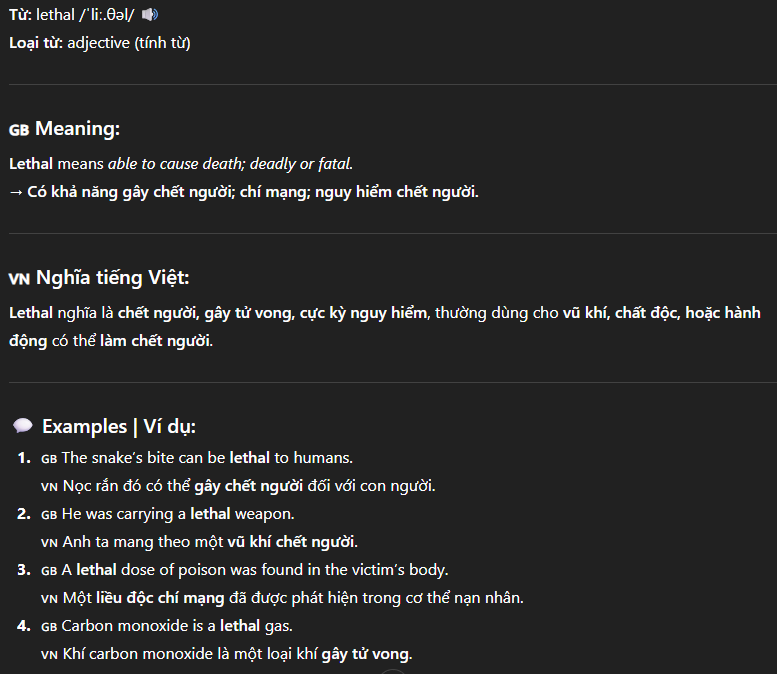 Từ: lethal /ˈliː.θəl/ 🔊
Loại từ: adjective (tính từ)
GB Meaning:
Lethal means able to cause death; deadly or fatal.
→ Có khả năng gây chết người; chí mạng; nguy hiểm chết người.
VN Nghĩa tiếng Việt:
Lethal nghĩa là chết người, gây tử vong, cực kỳ nguy hiểm, thường dùng cho vũ khí, chất độc, hoặc hành
động có thể làm chết người.
💬 Examples | Ví dụ:
1. GB The snake's bite can be lethal to humans.
VN Nọc rắn đó có thể gây chết người đối với con người.
2. GB He was carrying a lethal weapon.
VN Anh ta mang theo một vũ khí chết người.
3. GB A lethal dose of poison was found in the victim's body.
VN Một liều độc chí mạng đã được phát hiện trong cơ thể nạn nhân.
4. GB Carbon monoxide is a lethal gas.
VN Khí carbon monoxide là một loại khí gây tử vong.